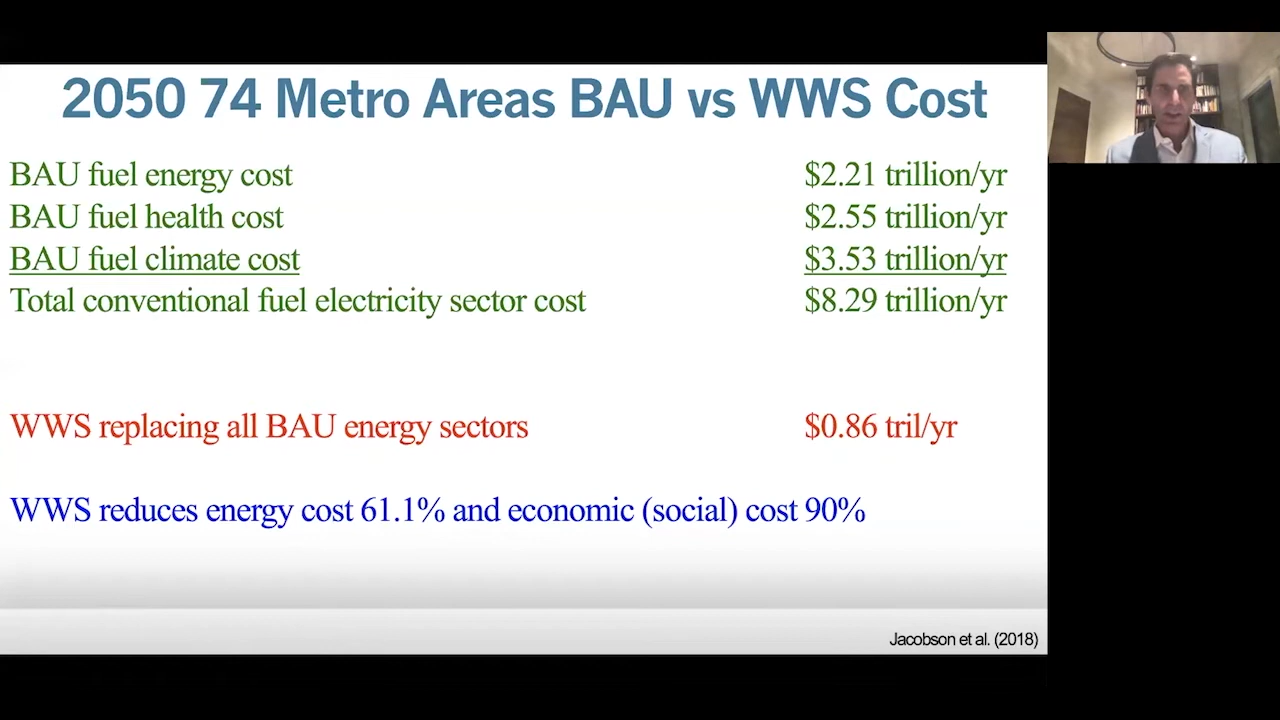 2050 74 Metro Areas BAU vs WWS Cost
BAU fuel energy cost $2.21 trillion/yr
BAU fuel health cost $2.55 trillion/yr
BAU fuel climate cost $3.53 trillion/yr
Total conventional fuel electricity sector cost $8.29 trillion/yr
WWS replacing all BAU energy sectors $0.86 tril/yr
WWS reduces energy cost 61.1% and economic (social) cost 90%
Jacobson et al. (2018)